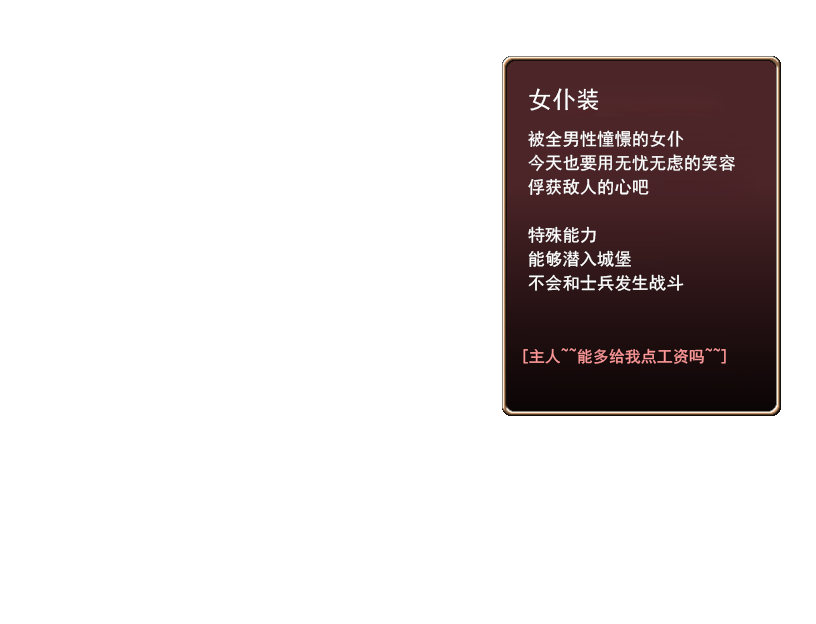 女仆装
被全男性憧憬的女仆
今天也要用无忧无虑的笑容
俘获敌人的心吧
特殊能力
能够潜入城堡
不会和士兵发生战斗
[主人~~能多给我点工资吗~~]